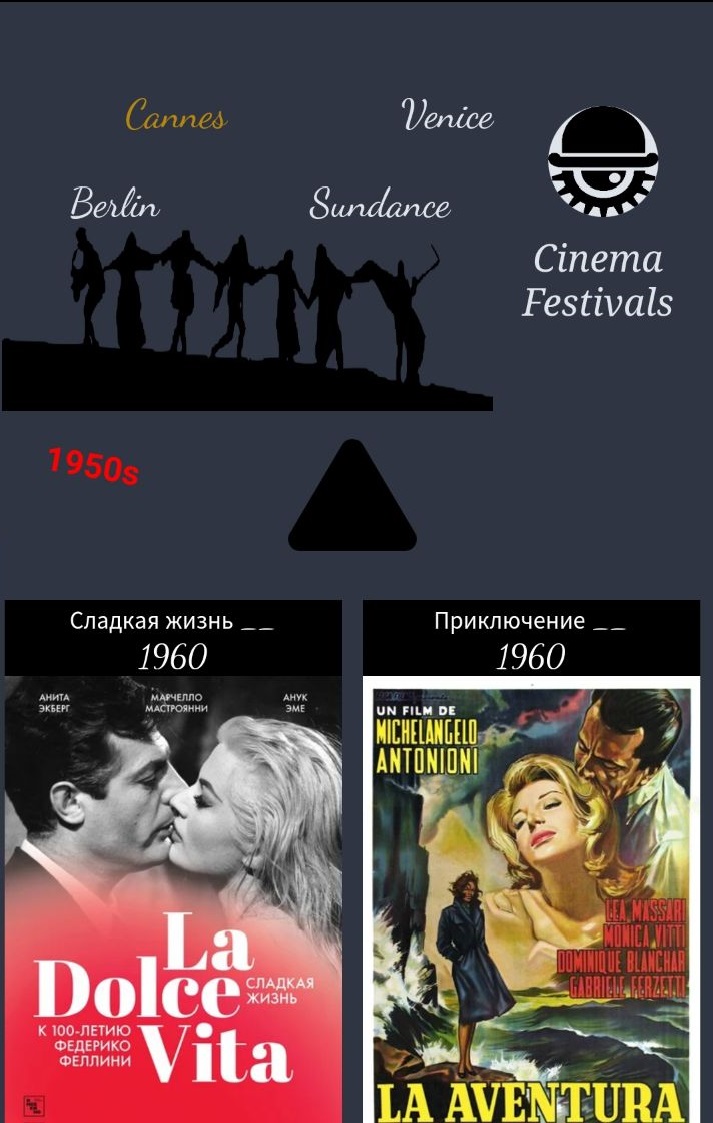 Cannes
Venice
Berlin
Sundance
Cinema
Festivals
1950s
Сладкая жизнь
1960
АНИТА
ЭКБЕРГ
МАРЧЕЛЛО
МАСТРОЯННИ
АНУК
ЭМЕ
La
Dolce
СЛАДКАЯ
ЖИЗНЬ
Vita
К 100-ЛЕТИЮ
ФЕДЕРИКО
ФЕЛЛИНИ
Приключение
1960
UN FILM DE
MICHELANGELO
ANTONIONI
LEA MASSARI
MONICA VITTI
DOMINIQUE BLANCHAR
GABRIELE FERZETTI
LA AVENTURA